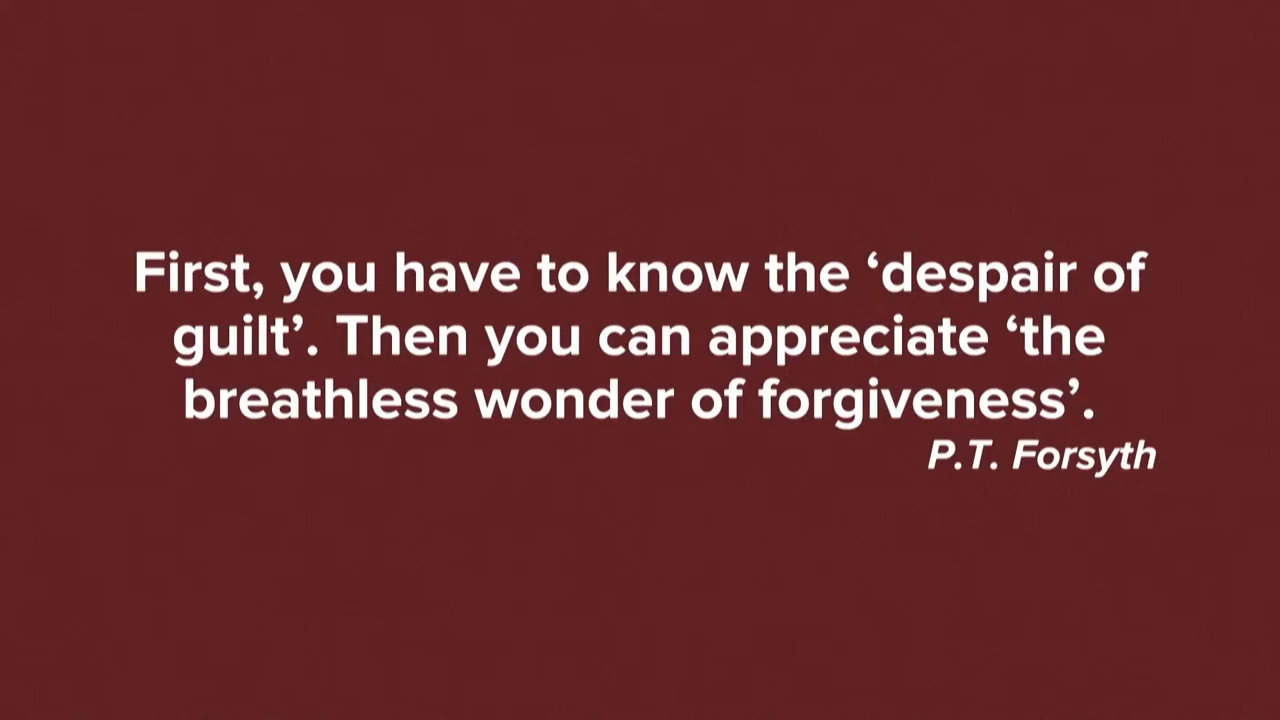 First, you have to know the ‘despair of
guilt’. Then you can appreciate ‘the
breathless wonder of forgiveness’.
P.T. Forsyth